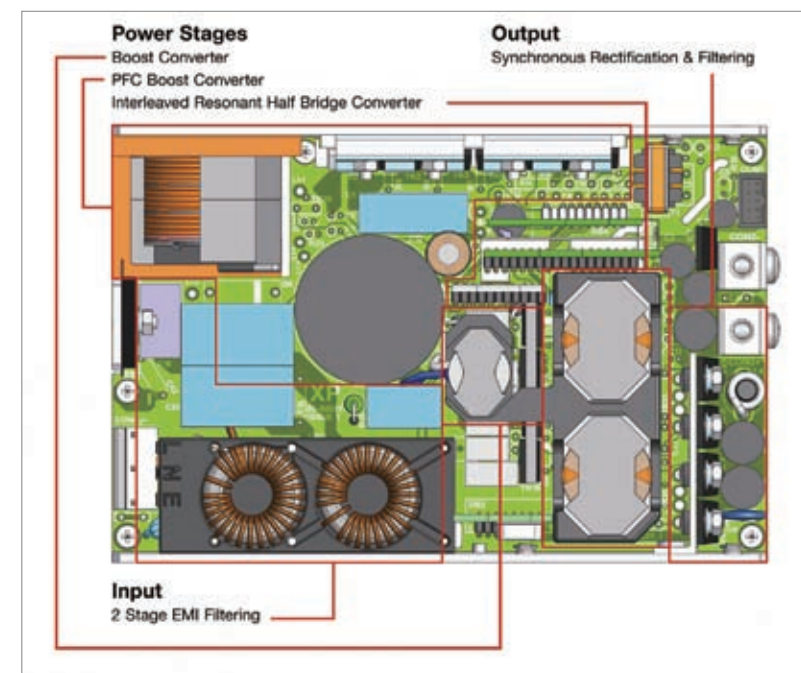 Power Stages
Boost Converter
PFC Boost Converter
Interleaved Resonant Half Bridge Converter
Output
Synchronous Rectification & Filtering
XP
L N E
Input
2 Stage EMI Filtering